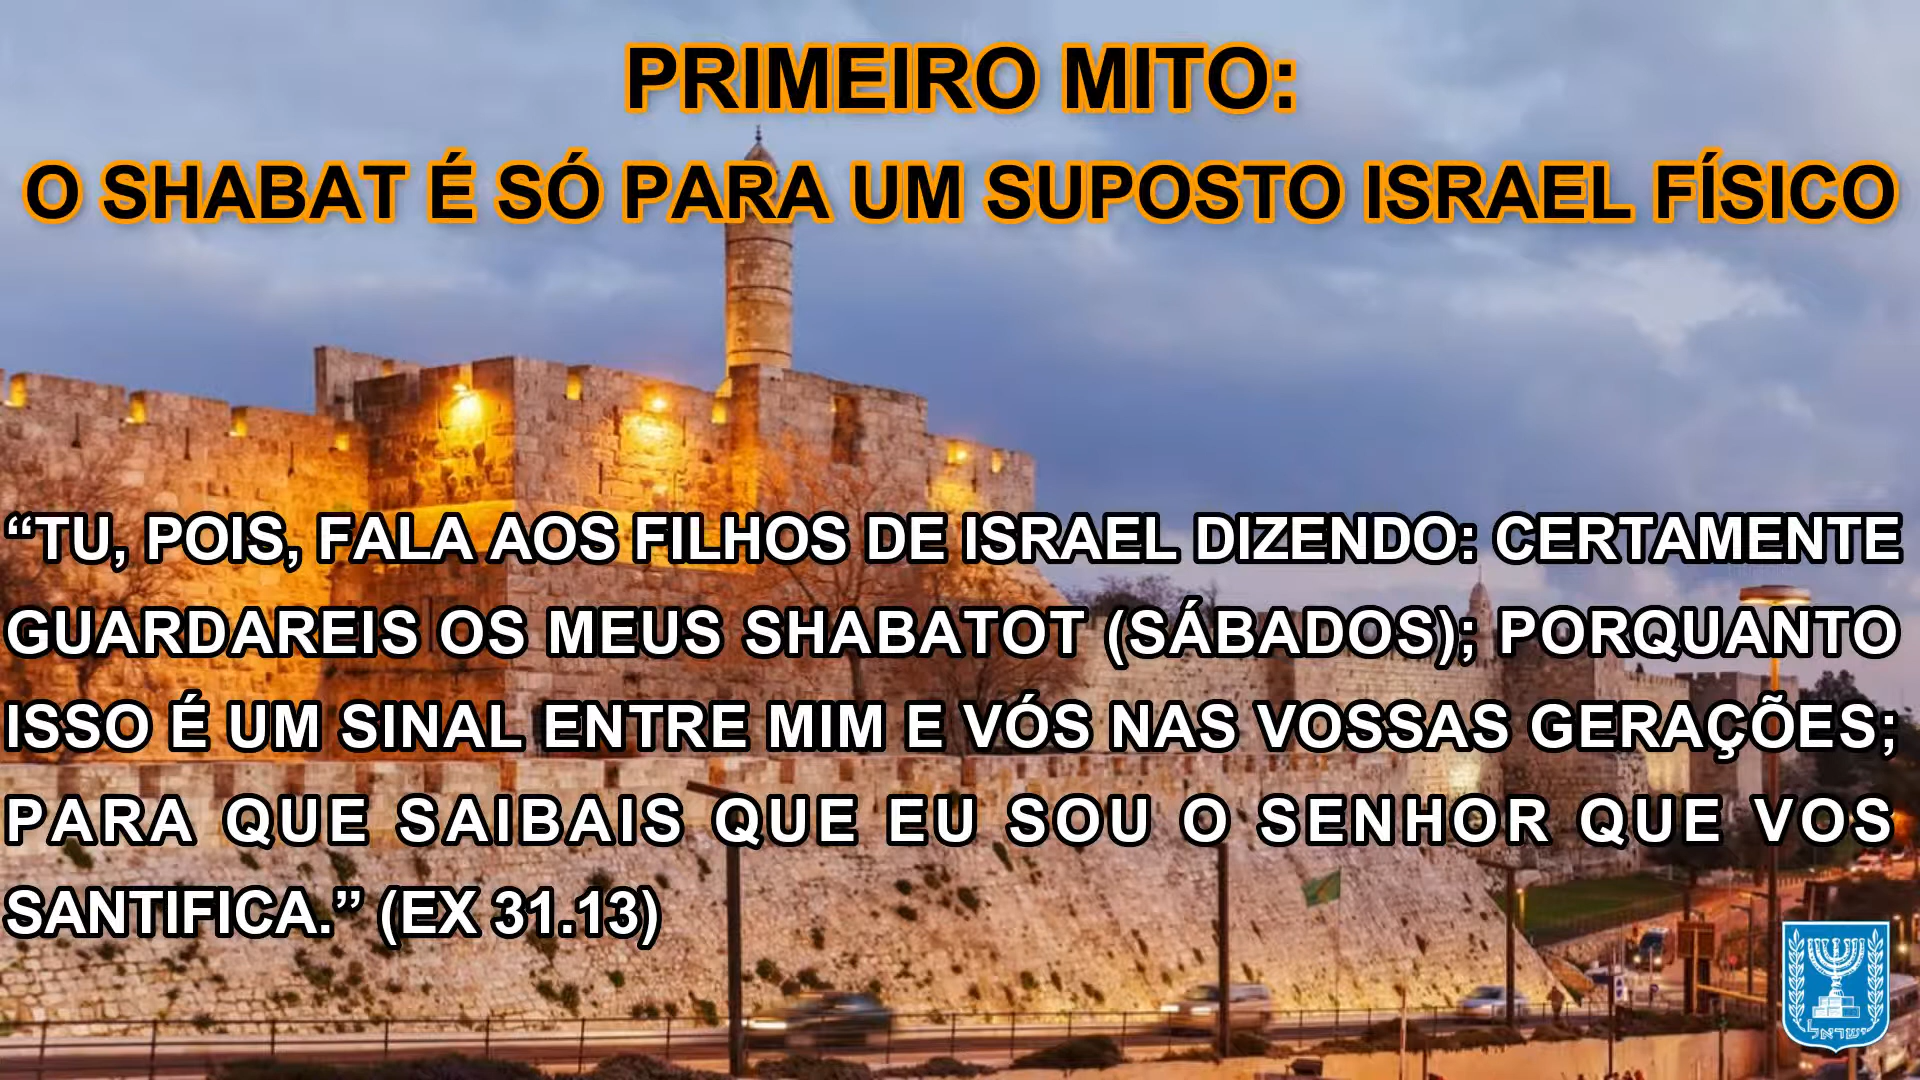 PRIMEIRO MITO:
O SHABAT É SÓ PARA UM SUPOSTO ISRAEL FÍSICO
“TU, POIS, FALA AOS FILHOS DE ISRAEL DIZENDO: CERTAMENTE
GUARDAREIS OS MEUS SHABATOT (SÁBADOS); PORQUANTO
ISSO É UM SINAL ENTRE MIM E VÓS NAS VOSSAS GERAÇÕES;
PARA QUE SAIBAIS QUE EU SOU O SENHOR QUE VOS
SANTIFICA.” (EX 31.13)
ישראל